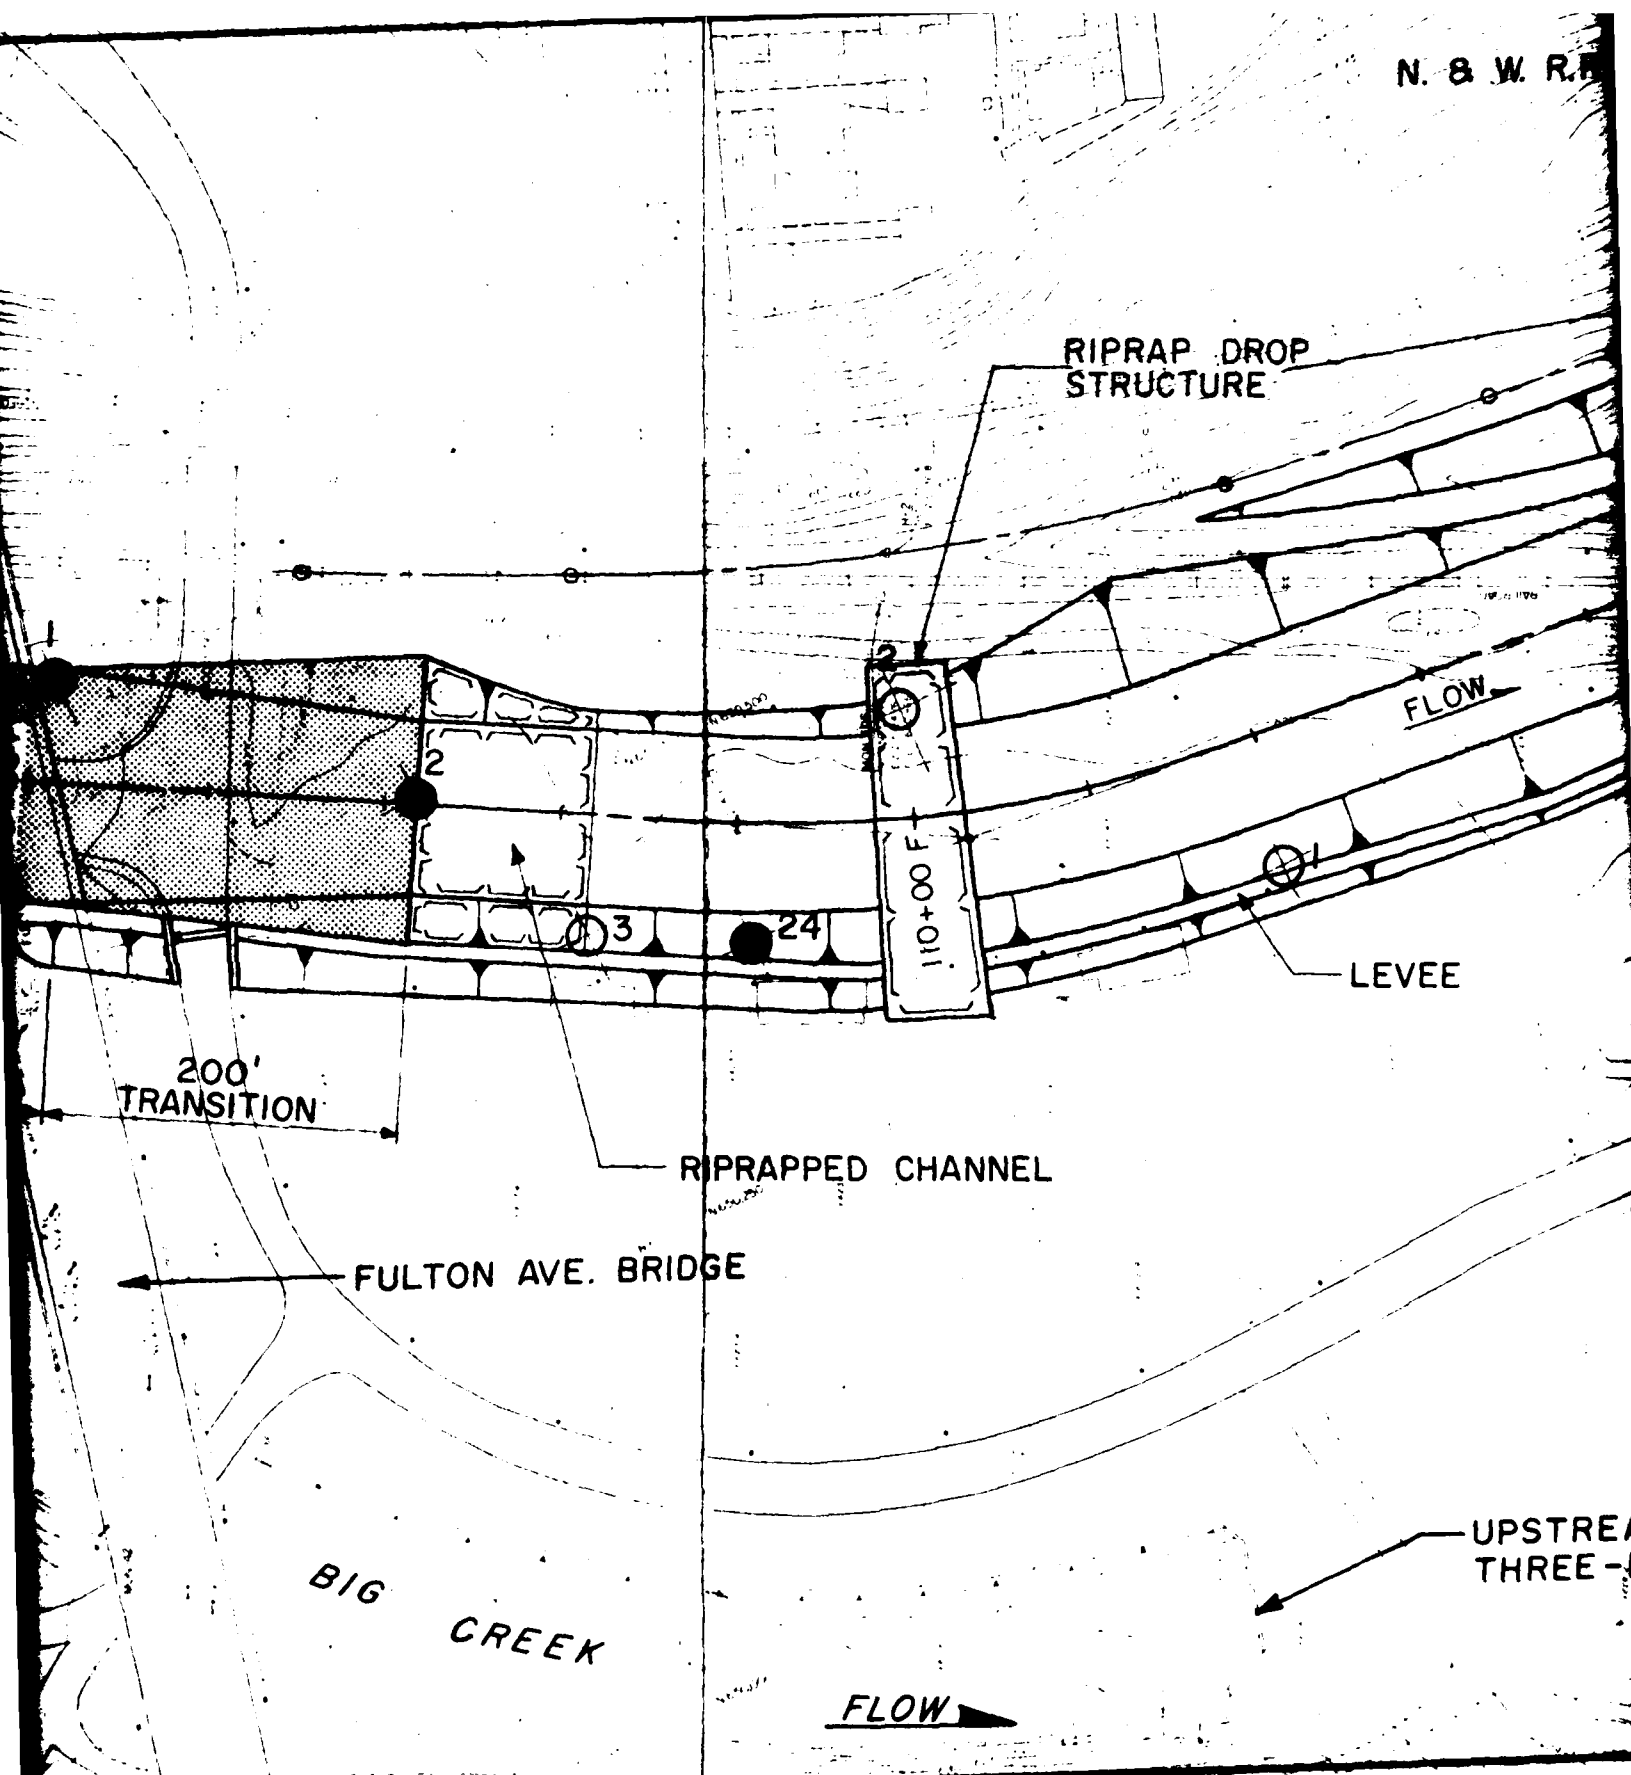 N. & W. R.R
RIPRAP DROP
STRUCTURE
1
2
2
FLOW
110+00 F
1
3
24
LEVEE
200'
TRANSITION
RIPRAPPED CHANNEL
FULTON AVE. BRIDGE
UPSTREA
THREE-
BIG
CREEK
FLOW